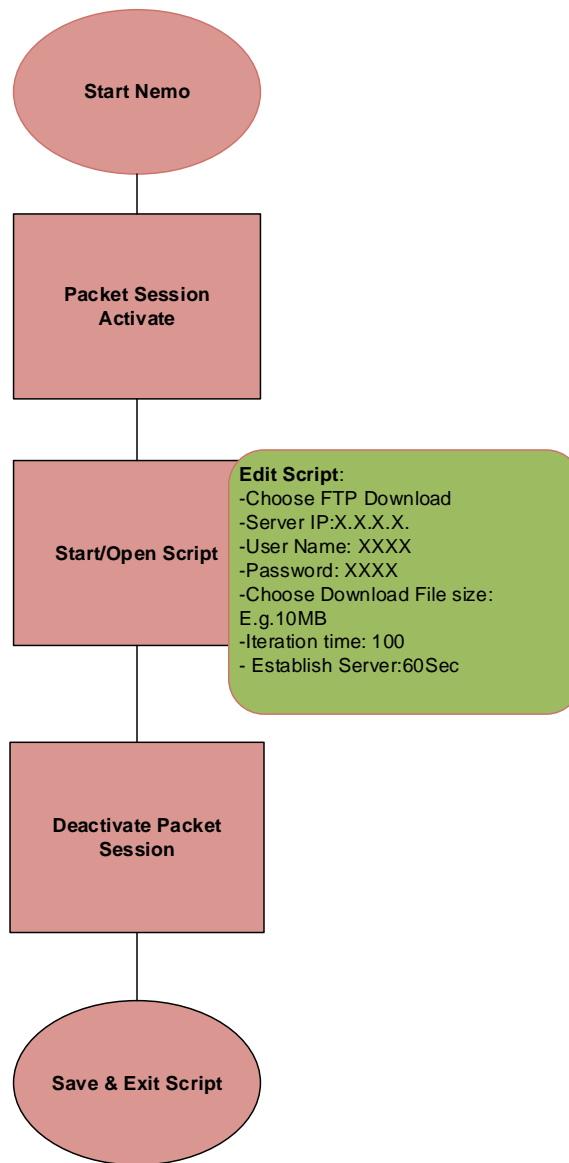 Start Nemo
Packet Session
Activate
Start/Open Script
Edit Script:
-Choose FTP Download
-Server IP:X.X.X.X.
-User Name: XXXX
-Password: XXXX
-Choose Download File size:
E.g.10MB
-Iteration time: 100
- Establish Server:60Sec
Deactivate Packet
Session
Save & Exit Script